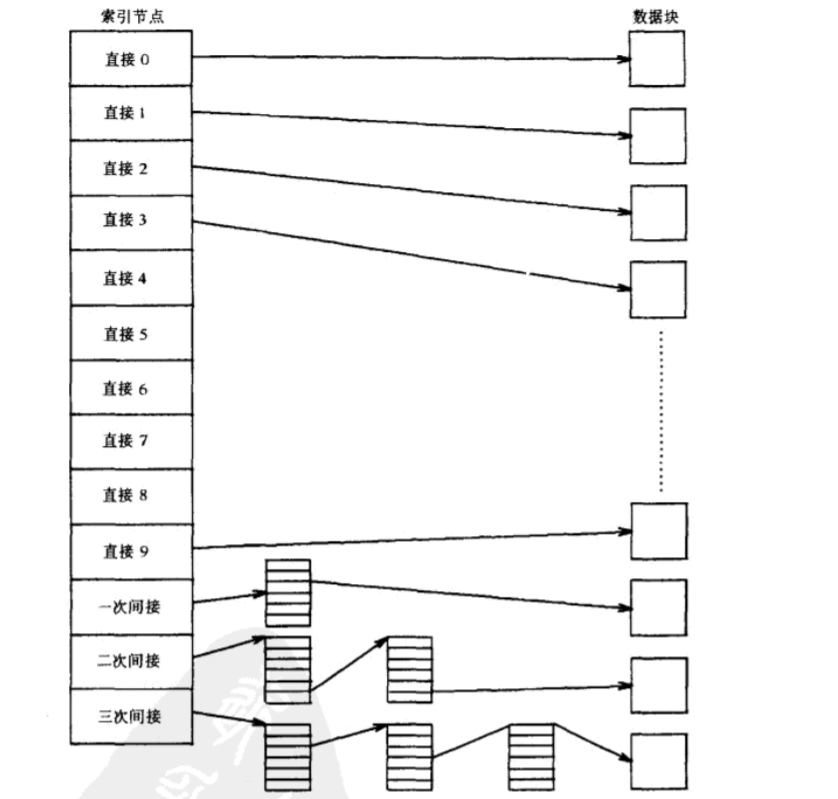 索引节点
数据块
直接 0
直接 1
直接 2
直接 3
直接 4
直接 5
直接 6
直接 7
直接 8
直接 9
一次间接
二次间接
三次间接